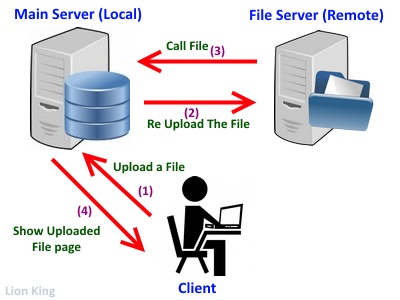 Main Server (Local)
File Server (Remote)
Call File
(3)
(2)
Re Upload The File
Upload a File
(1)
(4)
Show Uploaded
File page
Client
Lion King